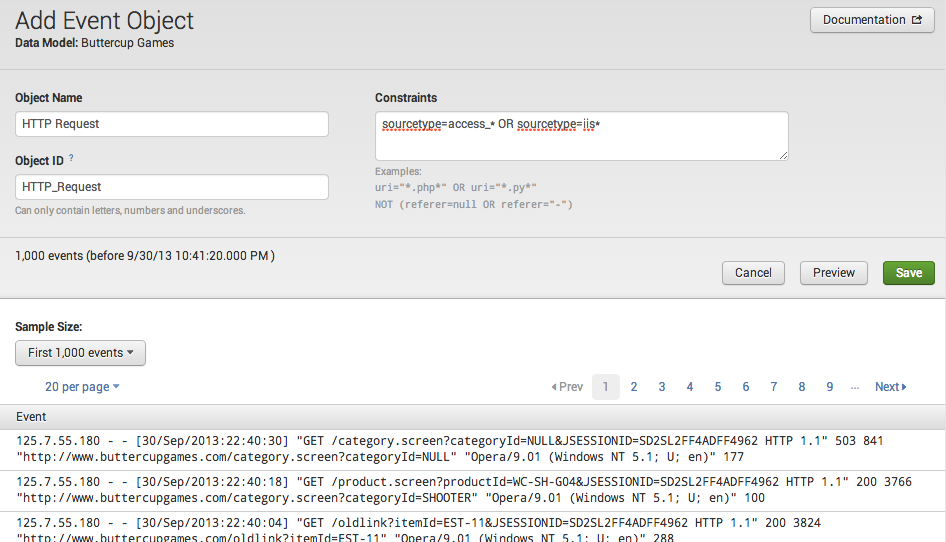 Add Event Object
Documentation
Data Model: Buttercup Games
Object Name
Constraints
HTTP Request
sourcetype=access_* OR sourcetype=iis*
Object ID ?
Examples:
HTTP_Request
uri="*.php*" OR uri="*.py*"
NOT (referer=null OR referer="-")
Can only contain letters, numbers and underscores.
1,000 events (before 9/30/13 10:41:20.000 PM )
Cancel
Preview
Save
Sample Size:
First 1,000 events
20 per page
Prev 1 2 3 4 5 6 7 8 9 ... Next
Event
125.7.55.180 - - [30/Sep/2013:22:40:30] "GET /category.screen?categoryId=NULL&JSESSIONID=SD2SL2FF4ADFF4962 HTTP 1.1" 503 841
"http://www.buttercupgames.com/category.screen?categoryId=NULL" "Opera/9.01 (Windows NT 5.1; U; en)" 177
125.7.55.180 - - [30/Sep/2013:22:40:18] "GET /product.screen?productId=WC-SH-G04&JSESSIONID=SD2SL2FF4ADFF4962 HTTP 1.1" 200 3766
"http://www.buttercupgames.com/category.screen?categoryId=SHOOTER" "Opera/9.01 (Windows NT 5.1; U; en)" 100
125.7.55.180 - - [30/Sep/2013:22:40:04] "GET /oldlink?itemId=EST-11&JSESSIONID=SD2SL2FF4ADFF4962 HTTP 1.1" 200 3824
"http://www.buttercupgames.com/oldlink?itemId=EST-11" "Opera/9.01 (Windows NT 5.1; U; en)" 288